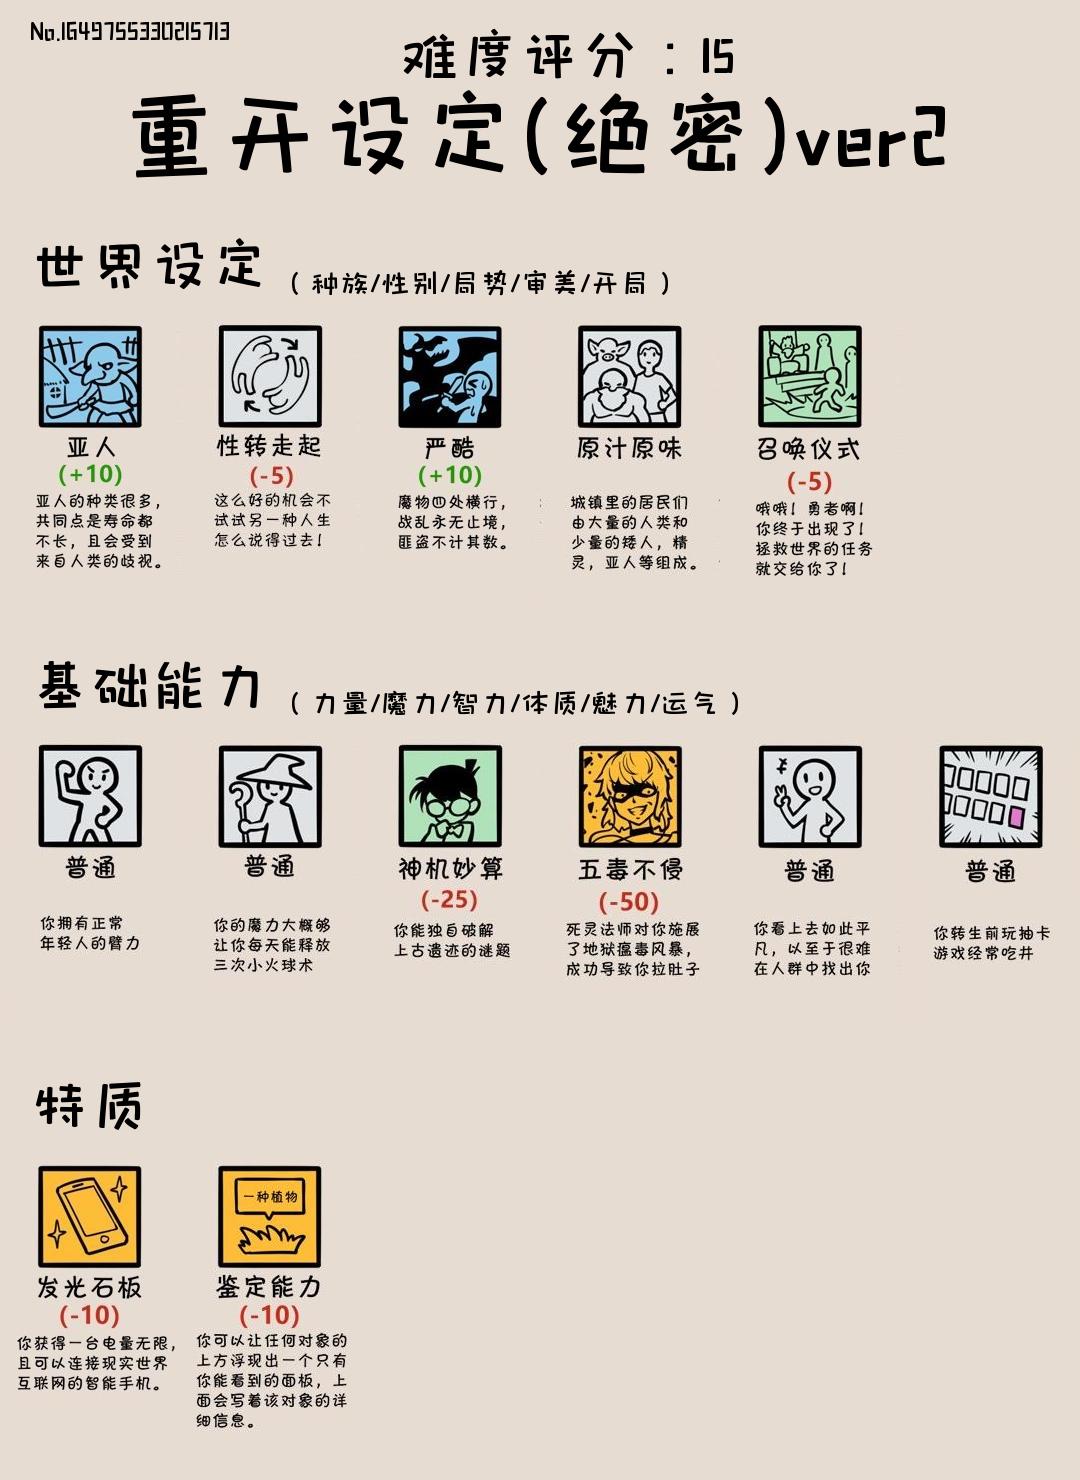 No.1649755330215713
难度评分：15
重开设定(绝密)ver2
世界设定（种族/性别/局势/审美/开局）
亚人
(+10)
亚人的种类很多，
共同点是寿命都
不长，且会受到
来自人类的歧视。
性转走起
(-5)
这么好的机会不
试试另一种人生
怎么说得过去！
严酷
(+10)
魔物四处横行，
战乱永无止境，
匪盗不计其数。
原汁原味
城镇里的居民们
由大量的人类和
少量的矮人，精
灵，亚人等组成。
召唤仪式
(-5)
哦哦！勇者啊！
你终于出现了！
拯救世界的任务
就交给你了！
基础能力（力量/魔力/智力/体质/魅力/运气）
普通
你拥有正常
年轻人的臂力
普通
你的魔力大概够
让你每天能释放
三次小火球术
神机妙算
(-25)
你能独自破解
上古遗迹的谜题
五毒不侵
(-50)
死灵法师对你施展
了地狱瘟毒风暴，
成功导致你拉肚子
普通
你看上去如此平
凡，以至于很难
在人群中找出你
普通
你转生前玩抽卡
游戏经常吃井
特质
发光石板
(-10)
你获得一台电量无限，
且可以连接现实世界
互联网的智能手机。
一种植物
鉴定能力
(-10)
你可以让任何对象的
上方浮现出一个只有
你能看到的面板，上
面会写着该对象的详
细信息。